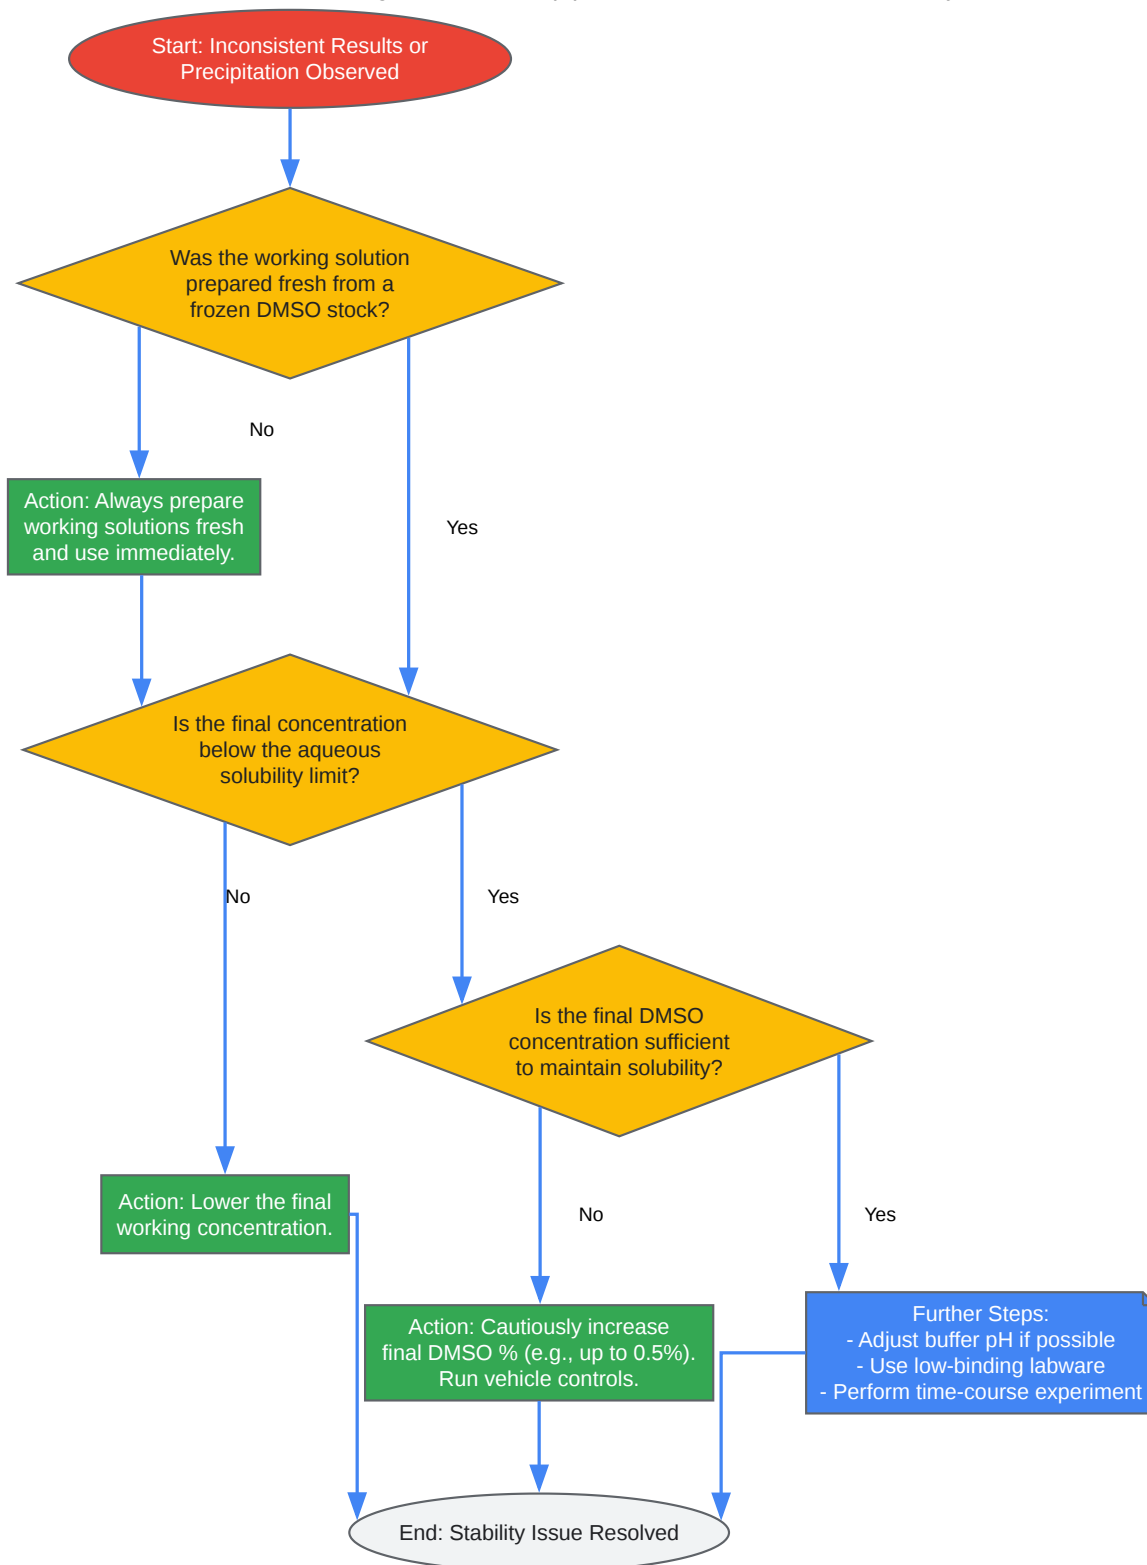 Start: Inconsistent Results or
Precipitation Observed
Was the working solution
prepared fresh from a
frozen DMSO stock?
No
Action: Always prepare
working solutions fresh
and use immediately.
Yes
Is the final concentration
below the aqueous
solubility limit?
No
Yes
Is the final DMSO
concentration sufficient
to maintain solubility?
Action: Lower the final
working concentration.
No
Yes
Action: Cautiously increase
final DMSO % (e.g., up to 0.5%).
Run vehicle controls.
Further Steps:
- Adjust buffer pH if possible
- Use low-binding labware
- Perform time-course experiment
End: Stability Issue Resolved